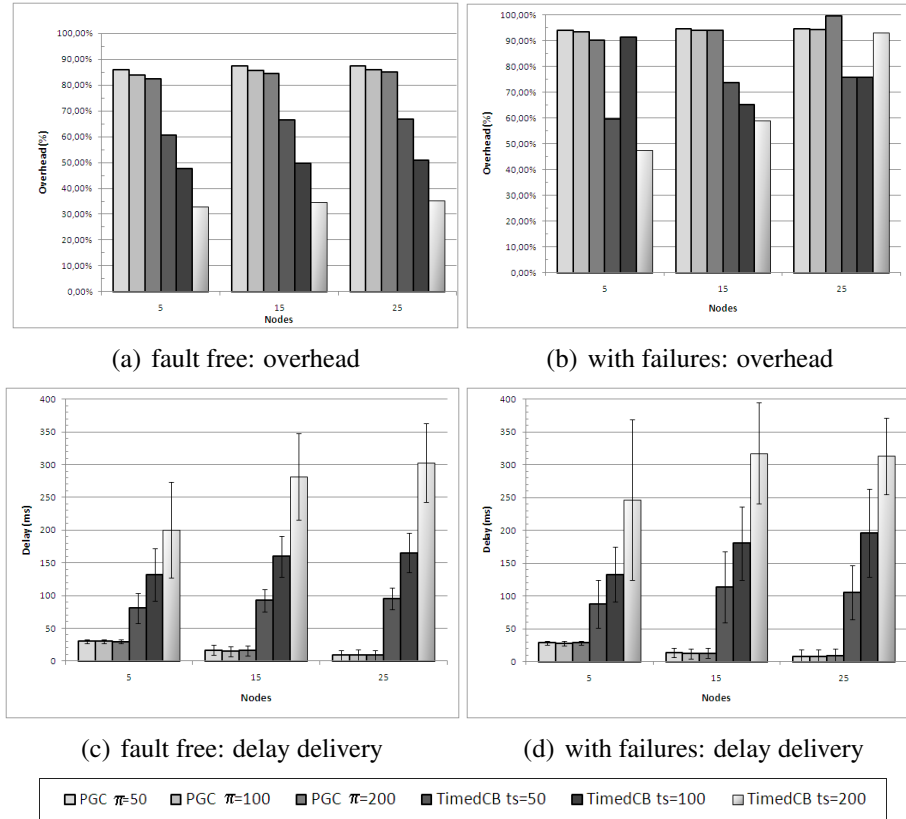 100,00%
90,00%
80,00%
70,00%
60,00%
50,00%
40,00%
30,00%
20,00%
10,00%
0,00%
Overhead (%)
5 15 25
Nodes
(a) fault free: overhead
100,00%
90,00%
80,00%
70,00%
60,00%
50,00%
40,00%
30,00%
20,00%
10,00%
0,00%
Overhead (%)
5 15 25
Nodes
(b) with failures: overhead
400
350
300
250
200
150
100
50
0
Delay (ms)
5 15 25
Nodes
(c) fault free: delay delivery
400
350
300
250
200
150
100
50
0
Delay (ms)
5 15 25
Nodes
(d) with failures: delay delivery
PGC π=50 PGC π=100 PGC π=200 TimedCB ts=50 TimedCB ts=100 TimedCB ts=200